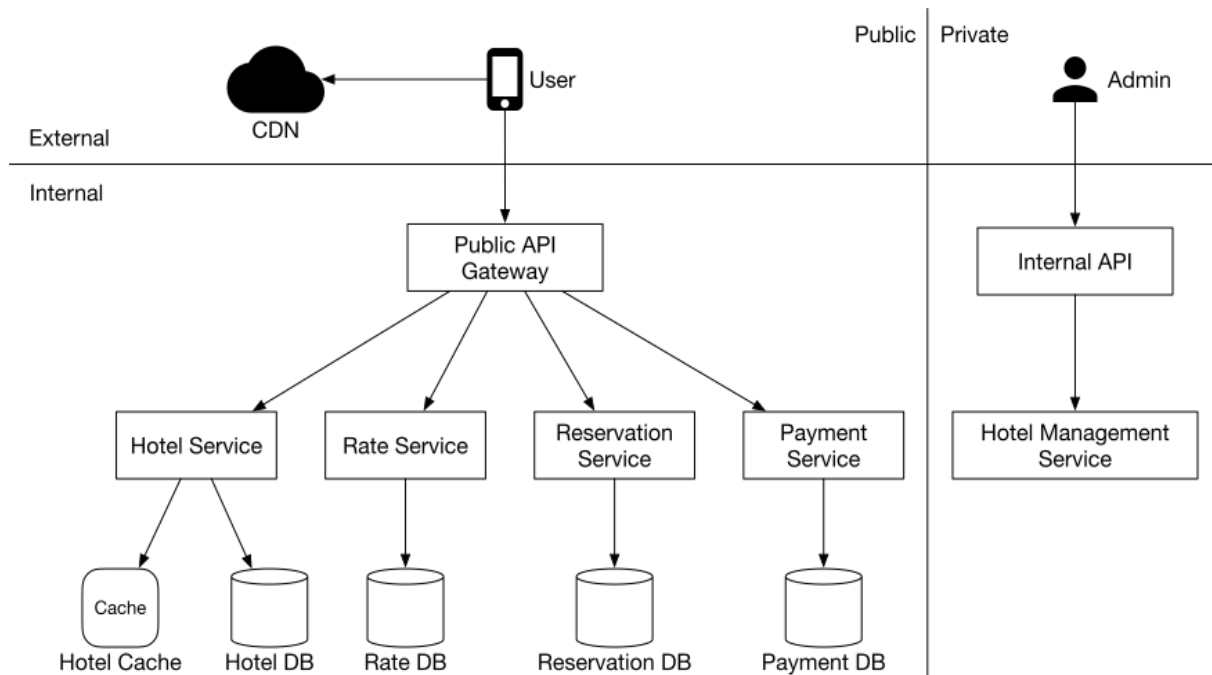 Public
Private
User
Admin
CDN
External
Internal
Public API
Gateway
Internal API
Hotel Service
Rate Service
Reservation
Service
Payment
Service
Hotel Management
Service
Cache
Hotel Cache
Hotel DB
Rate DB
Reservation DB
Payment DB